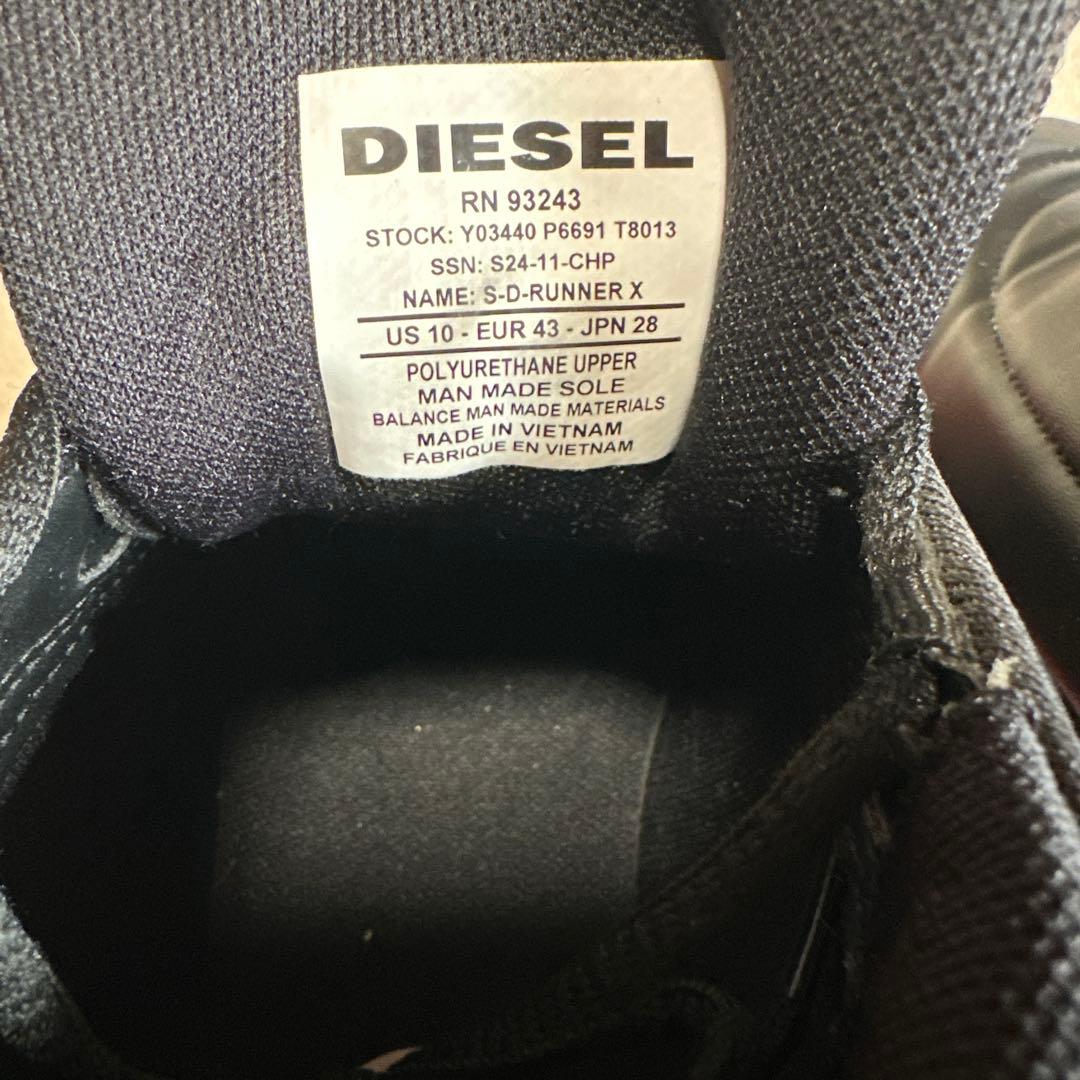 DIESEL
RN 93243
STOCK: Y03440 P6691 T8013
SSN: S24-11-CHP
NAME: S-D-RUNNER X
US 10 - EUR 43 - JPN 28
POLYURETHANE UPPER
MAN MADE SOLE
BALANCE MAN MADE MATERIALS
MADE IN VIETNAM
FABRIQUE EN VIETNAM